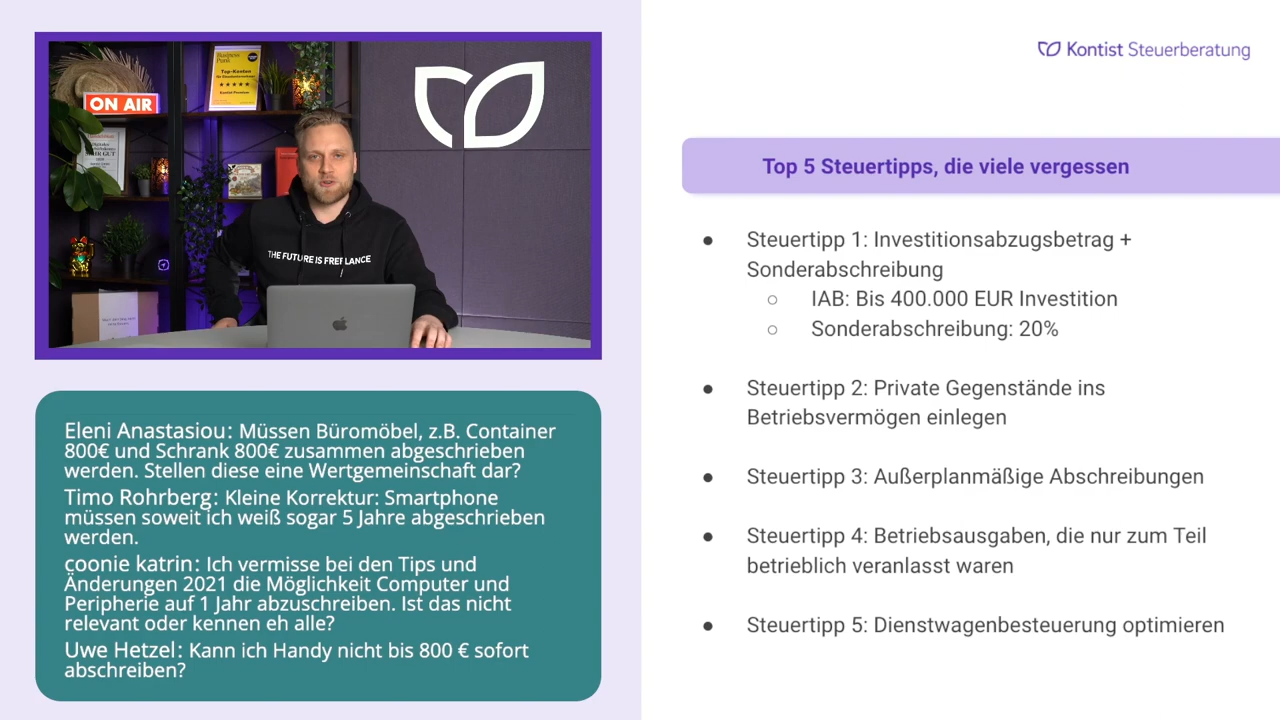 ON AIR
Business
Punk
Top-Konten
THE FUTURE IS FREELANCE
Eleni Anastasiou: Müssen Büromöbel, z.B. Container
800€ und Schrank 800€ zusammen abgeschrieben
werden. Stellen diese eine Wertgemeinschaft dar?
Timo Rohrberg: Kleine Korrektur: Smartphone
müssen soweit ich weiß sogar 5 Jahre abgeschrieben
werden.
coonie katrin: Ich vermisse bei den Tips und
Änderungen 2021 die Möglichkeit Computer und
Peripherie auf 1 Jahr abzuschreiben. Ist das nicht
relevant oder kennen eh alle?
Uwe Hetzel: Kann ich Handy nicht bis 800 € sofort
abschreiben?
Kontist Steuerberatung
Top 5 Steuertipps, die viele vergessen
● Steuertipp 1: Investitionsabzugsbetrag +
Sonderabschreibung
○ IAB: Bis 400.000 EUR Investition
○ Sonderabschreibung: 20%
● Steuertipp 2: Private Gegenstände ins
Betriebsvermögen einlegen
● Steuertipp 3: Außerplanmäßige Abschreibungen
● Steuertipp 4: Betriebsausgaben, die nur zum Teil
betrieblich veranlasst waren
● Steuertipp 5: Dienstwagenbesteuerung optimieren